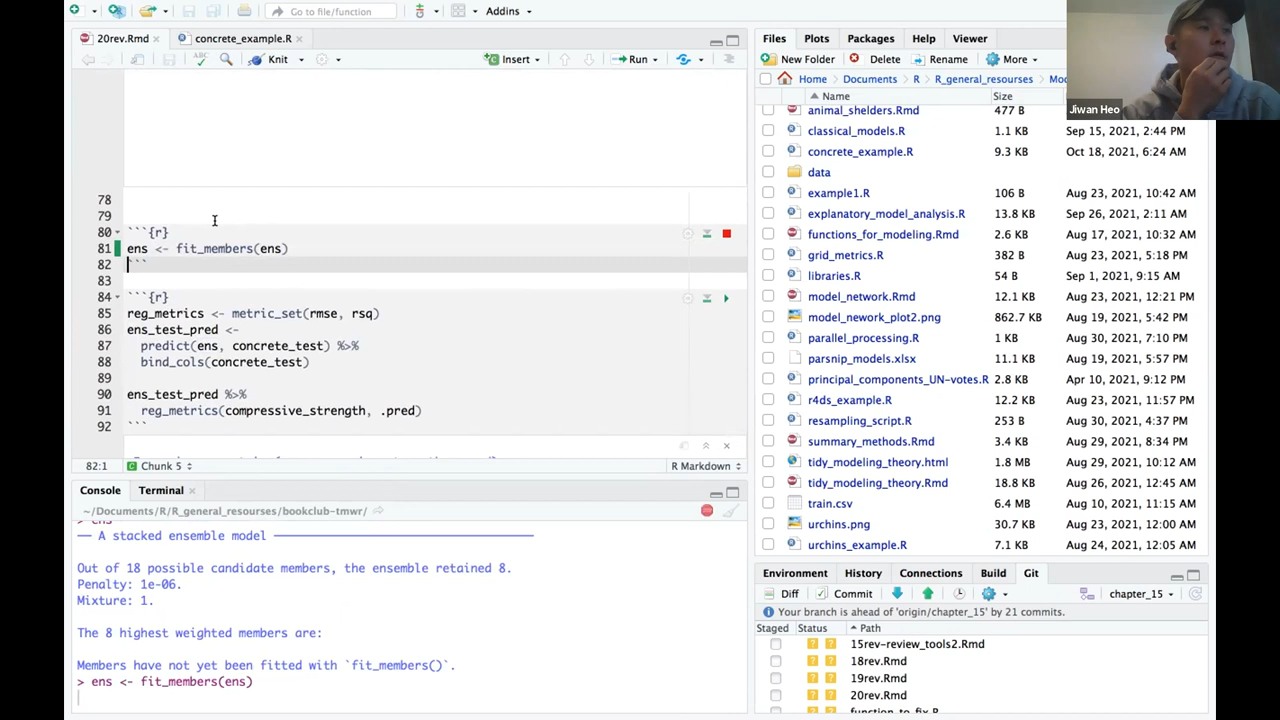 Go to file/function
Addins
20rev.Rmd
concrete_example.R
Knit
Insert
Run
78
79
80 ```{r}
81 ens <- fit_members(ens)
82 ```
83
84 ```{r}
85 reg_metrics <- metric_set(rmse, rsq)
86 ens_test_pred <-
87 predict(ens, concrete_test) %>%
88 bind_cols(concrete_test)
89
90 ens_test_pred %>%
91 reg_metrics(compressive_strength, .pred)
92 ```
82:1 Chunk 5 R Markdown
Console Terminal
~/Documents/R/R_general_resourses/bookclub-tmwr/
> ens
── A stacked ensemble model ──
Out of 18 possible candidate members, the ensemble retained 8.
Penalty: 1e-06.
Mixture: 1.
The 8 highest weighted members are:
Members have not yet been fitted with `fit_members()`.
> ens <- fit_members(ens)
Files Plots Packages Help Viewer
New Folder Delete Rename More
Home Documents R R_general_resourses Mo
Name Size
animal_shelders.Rmd 477 B
classical_models.R 1.1 KB Sep 15, 2021, 2:44 PM
concrete_example.R 9.3 KB Oct 18, 2021, 6:24 AM
data
example1.R 106 B Aug 23, 2021, 10:42 AM
explanatory_model_analysis.R 13.8 KB Sep 26, 2021, 2:11 AM
functions_for_modeling.Rmd 2.6 KB Aug 17, 2021, 10:32 AM
grid_metrics.R 382 B Aug 23, 2021, 5:18 PM
libraries.R 54 B Sep 1, 2021, 9:15 AM
model_network.Rmd 12.1 KB Aug 23, 2021, 12:21 PM
model_nework_plot2.png 862.7 KB Aug 19, 2021, 5:42 PM
parallel_processing.R 1 KB Aug 30, 2021, 7:10 PM
parsnip_models.xlsx 11.1 KB Aug 19, 2021, 5:57 PM
principal_components_UN-votes.R 2.8 KB Apr 10, 2021, 9:12 PM
r4ds_example.R 12.2 KB Aug 23, 2021, 11:57 PM
resampling_script.R 253 B Aug 30, 2021, 4:37 PM
summary_methods.Rmd 3.4 KB Aug 29, 2021, 8:34 PM
tidy_modeling_theory.html 1.8 MB Aug 29, 2021, 10:12 AM
tidy_modeling_theory.Rmd 18.8 KB Aug 26, 2021, 12:45 AM
train.csv 6.4 MB Aug 10, 2021, 11:15 AM
urchins.png 30.7 KB Aug 23, 2021, 12:00 AM
urchins_example.R 7.1 KB Aug 24, 2021, 12:05 AM
Environment History Connections Build Git
Diff Commit chapter_15
Your branch is ahead of 'origin/chapter_15' by 21 commits.
Staged Status Path
15rev-review_tools2.Rmd
18rev.Rmd
19rev.Rmd
20rev.Rmd
function_to_fix.R
Jiwan Heo